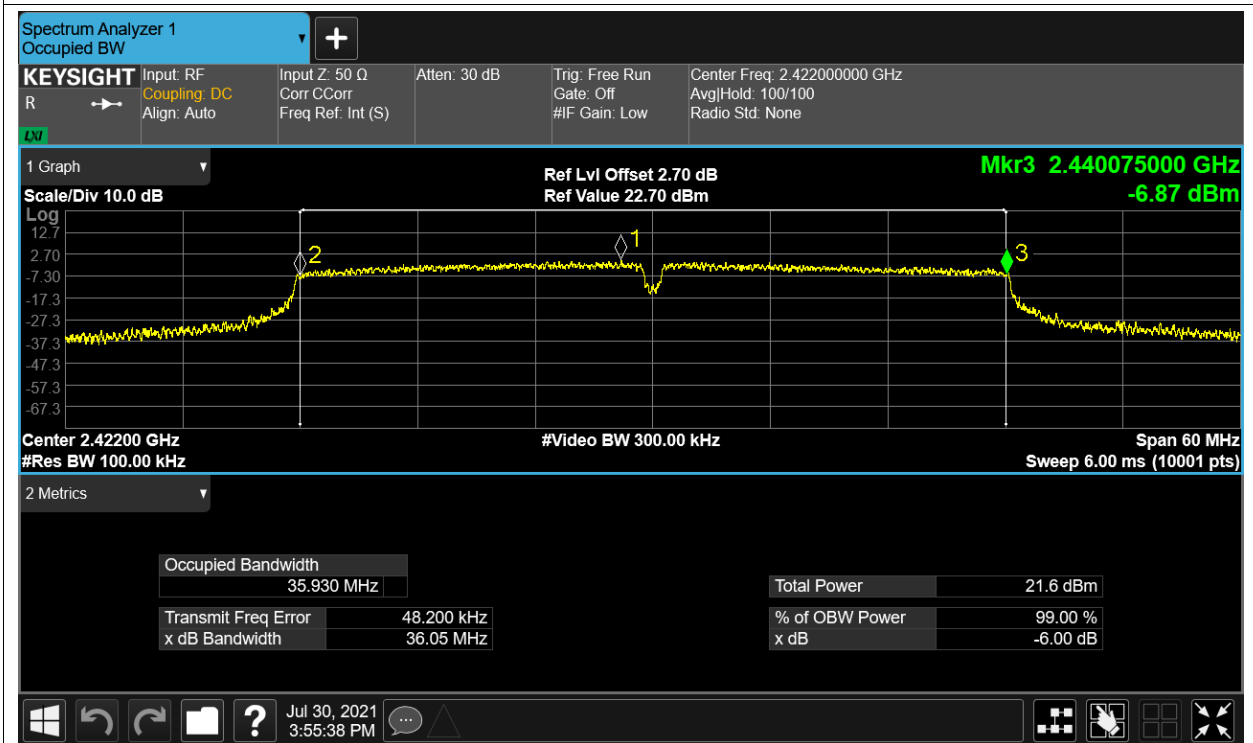 Spectrum Analyzer 1
Occupied BW
KEYSIGHT
R
LXI
Input: RF
Coupling: DC
Align: Auto
Input Z: 50 Ω
Corr CCorr
Freq Ref: Int (S)
Atten: 30 dB
Trig: Free Run
Gate: Off
#IF Gain: Low
Center Freq: 2.422000000 GHz
Avg|Hold: 100/100
Radio Std: None
1 Graph
Scale/Div 10.0 dB
Ref Lvl Offset 2.70 dB
Ref Value 22.70 dBm
Mkr3 2.440075000 GHz
-6.87 dBm
Log
12.7
2.70
-7.30
-17.3
-27.3
-37.3
-47.3
-57.3
-67.3
2
1
3
Center 2.42200 GHz
#Video BW 300.00 kHz
Span 60 MHz
#Res BW 100.00 kHz
Sweep 6.00 ms (10001 pts)
2 Metrics
Occupied Bandwidth
35.930 MHz
Total Power 21.6 dBm
Transmit Freq Error 48.200 kHz
% of OBW Power 99.00 %
x dB Bandwidth 36.05 MHz
x dB -6.00 dB
?
Jul 30, 2021
3:55:38 PM